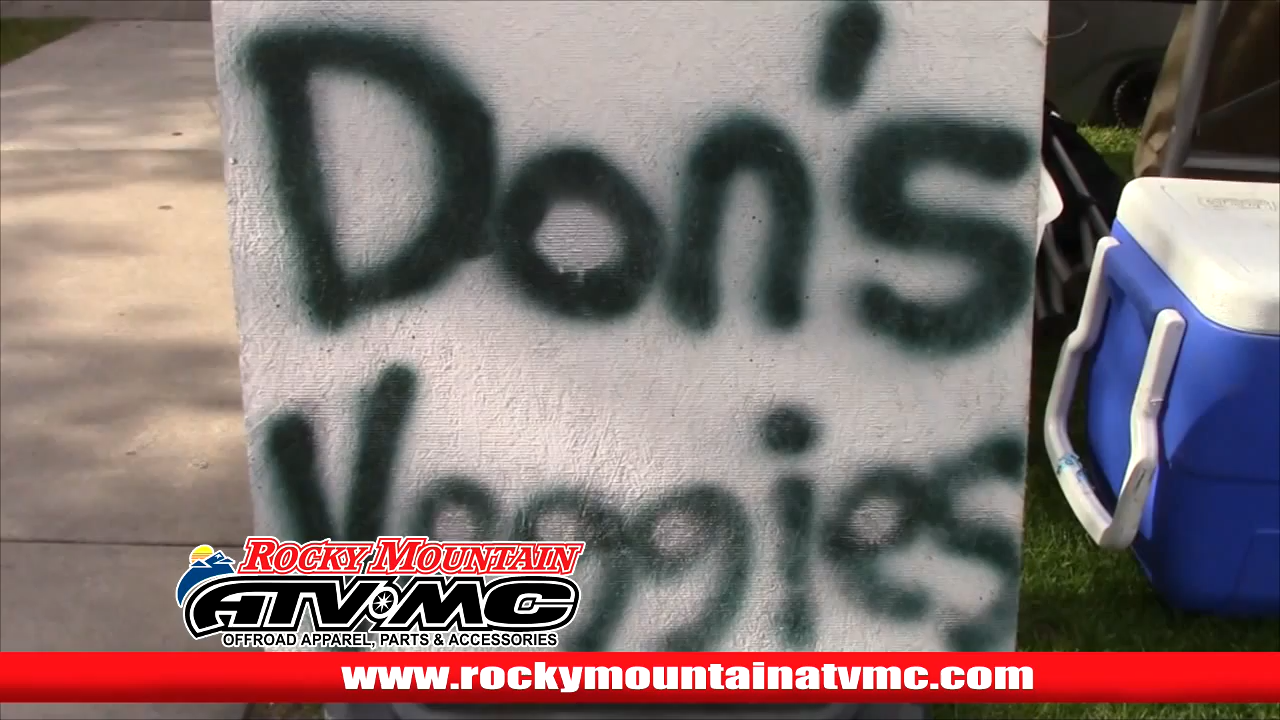 Don's
Veggies
ROCKY MOUNTAIN
ATV MC
OFFROAD APPAREL, PARTS & ACCESSORIES
www.rockymountainatvmc.com